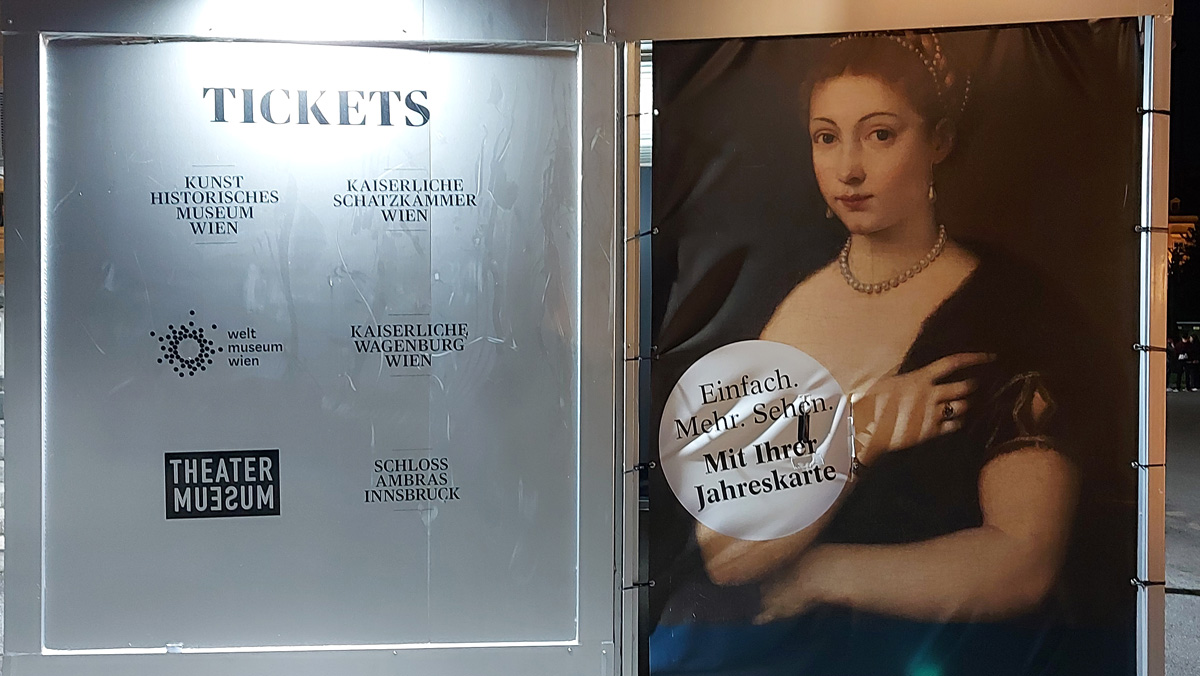 TICKETS
KUNST
HISTORISCHES
MUSEUM
WIEN
KAISERLICHE
SCHATZKAMMER
WIEN
welt
museum
wien
KAISERLICHE
WAGENBURG
WIEN
THEATER
MUSEUM
SCHLOSS
AMBRAS
INNSBRUCK
Einfach.
Mehr. Sehen.
Mit Ihrer
Jahreskarte